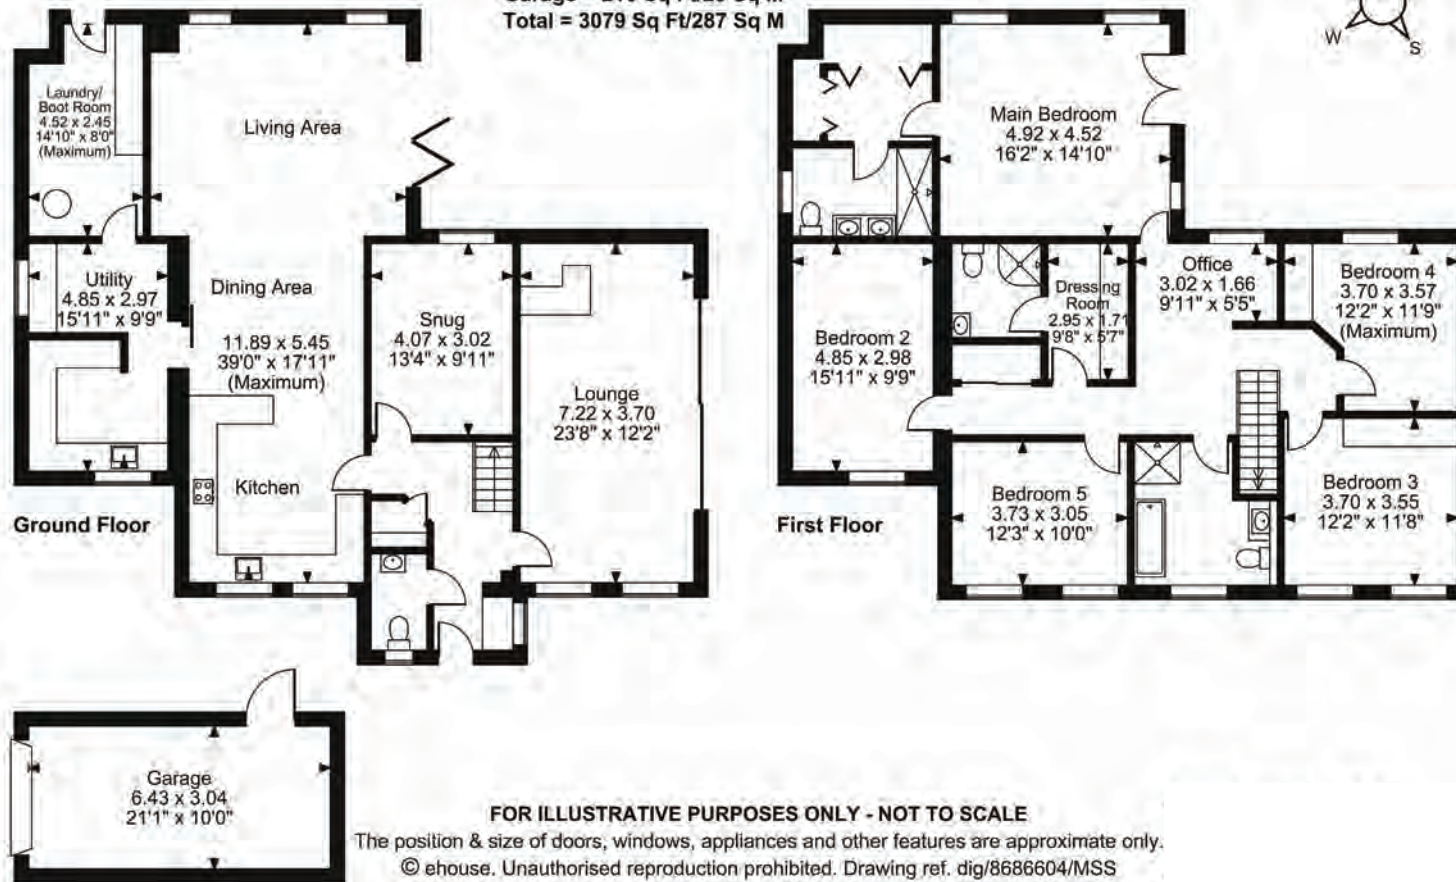 Total = 3079 Sq Ft/287 Sq M
W
S
Laundry/
Boot Room
4.52 x 2.45
14'10" x 8'0"
(Maximum)
Living Area
Utility
4.85 x 2.97
15'11" x 9'9"
Dining Area
11.89 x 5.45
39'0" x 17'11"
(Maximum)
Snug
4.07 x 3.02
13'4" x 9'11"
Lounge
7.22 x 3.70
23'8" x 12'2"
Kitchen
Ground Floor
Main Bedroom
4.92 x 4.52
16'2" x 14'10"
Bedroom 2
4.85 x 2.98
15'11" x 9'9"
Dressing
Room
2.95 x 1.71
9'8" x 5'7"
Office
3.02 x 1.66
9'11" x 5'5"
Bedroom 4
3.70 x 3.57
12'2" x 11'9"
(Maximum)
Bedroom 5
3.73 x 3.05
12'3" x 10'0"
Bedroom 3
3.70 x 3.55
12'2" x 11'8"
First Floor
Garage
6.43 x 3.04
21'1" x 10'0"
FOR ILLUSTRATIVE PURPOSES ONLY - NOT TO SCALE
The position & size of doors, windows, appliances and other features are approximate only.
© ehouse. Unauthorised reproduction prohibited. Drawing ref. dig/8686604/MSS